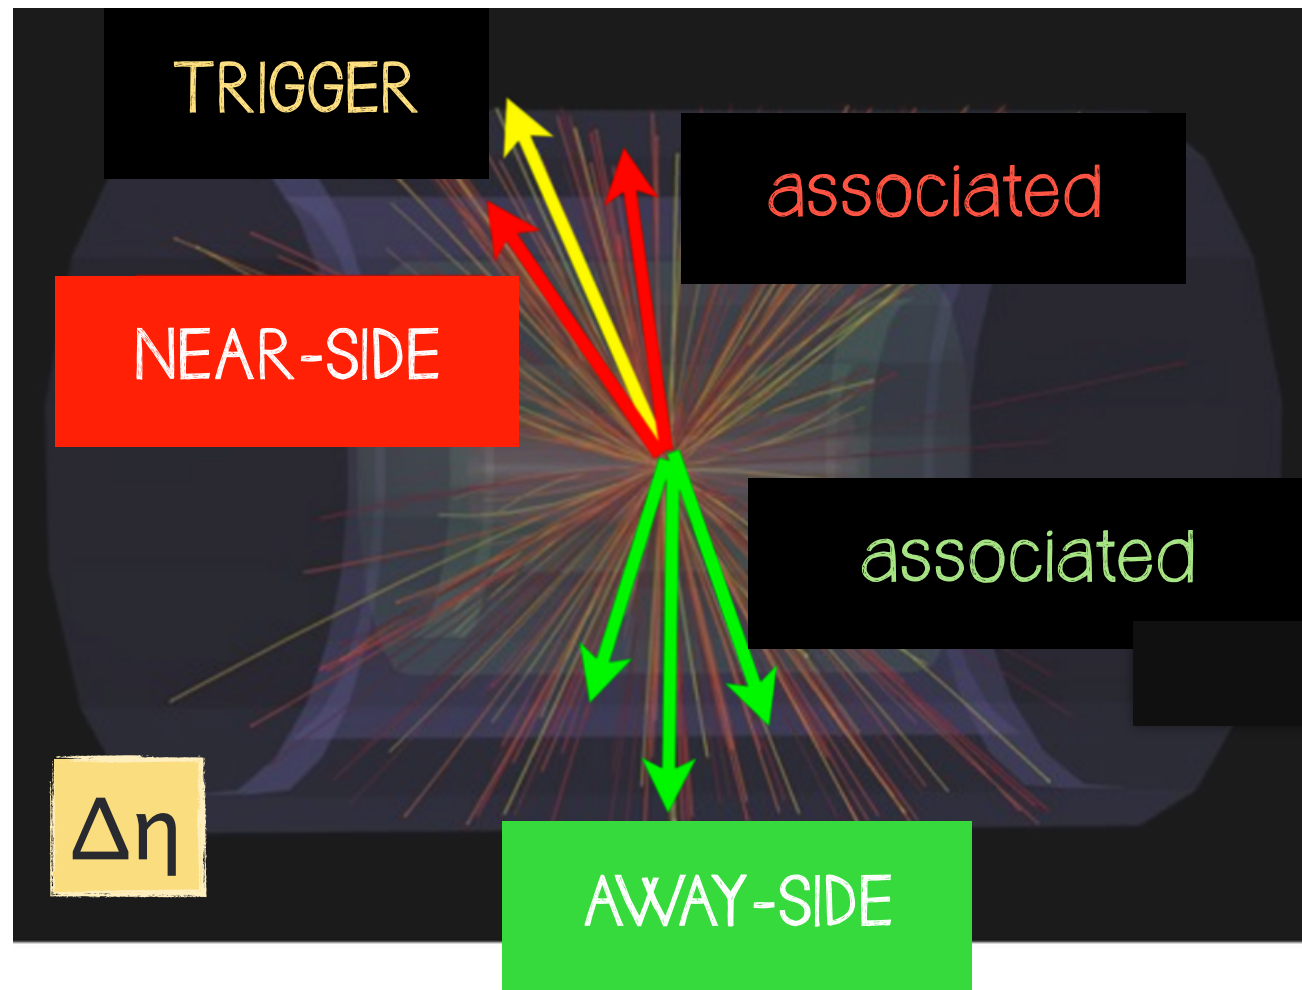 TRIGGER
associated
NEAR-SIDE
associated
Δη
AWAY-SIDE